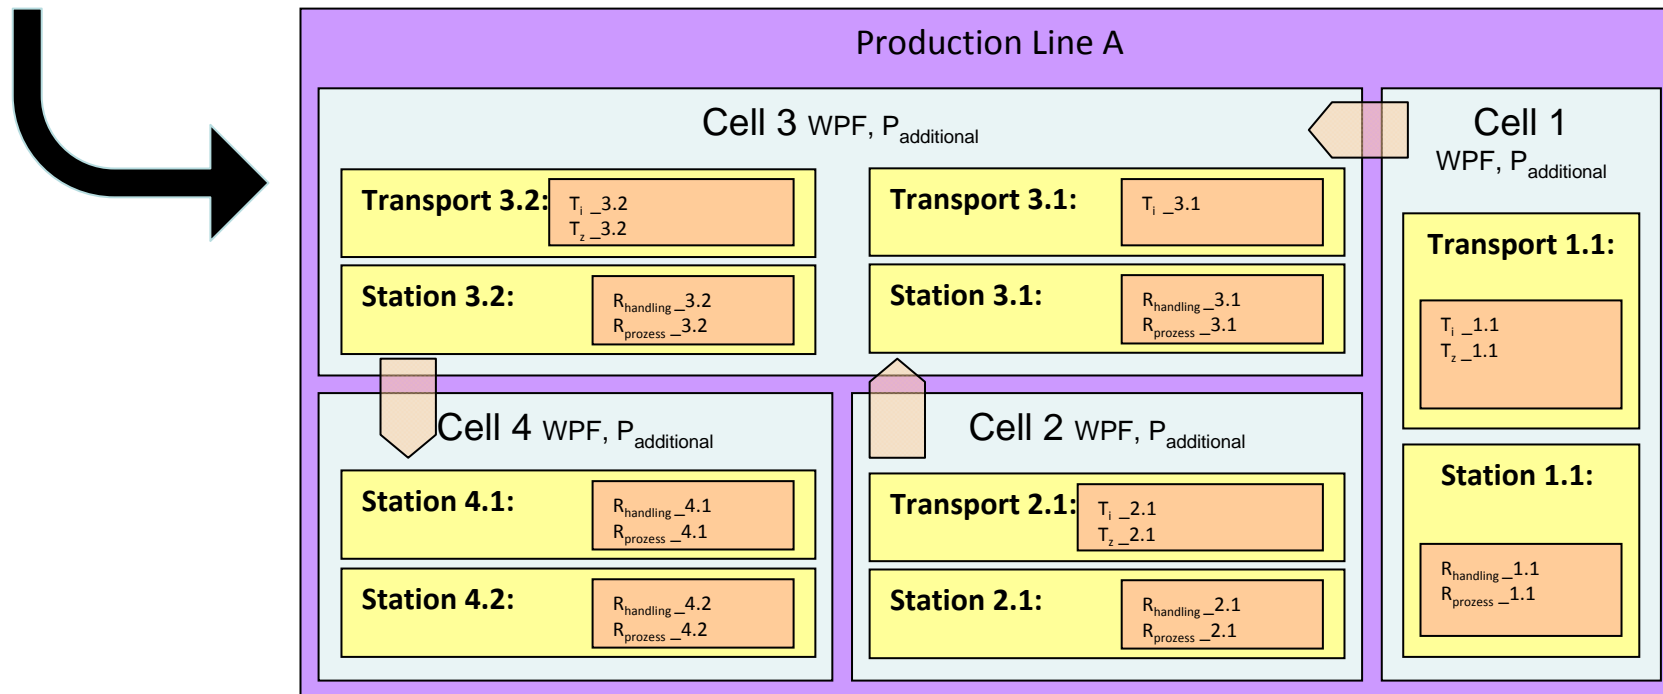 Production Line A
Cell 3 WPF, Padditional
Transport 3.2:
Ti _3.2
Tz _3.2
Station 3.2:
Rhandling _3.2
Rprozess _3.2
Transport 3.1:
Ti _3.1
Station 3.1:
Rhandling _3.1
Rprozess _3.1
Cell 1
WPF, Padditional
Transport 1.1:
Ti _1.1
Tz _1.1
Station 1.1:
Rhandling _1.1
Rprozess _1.1
Cell 4 WPF, Padditional
Station 4.1:
Rhandling _4.1
Rprozess _4.1
Station 4.2:
Rhandling _4.2
Rprozess _4.2
Cell 2 WPF, Padditional
Transport 2.1:
Ti _2.1
Tz _2.1
Station 2.1:
Rhandling _2.1
Rprozess _2.1